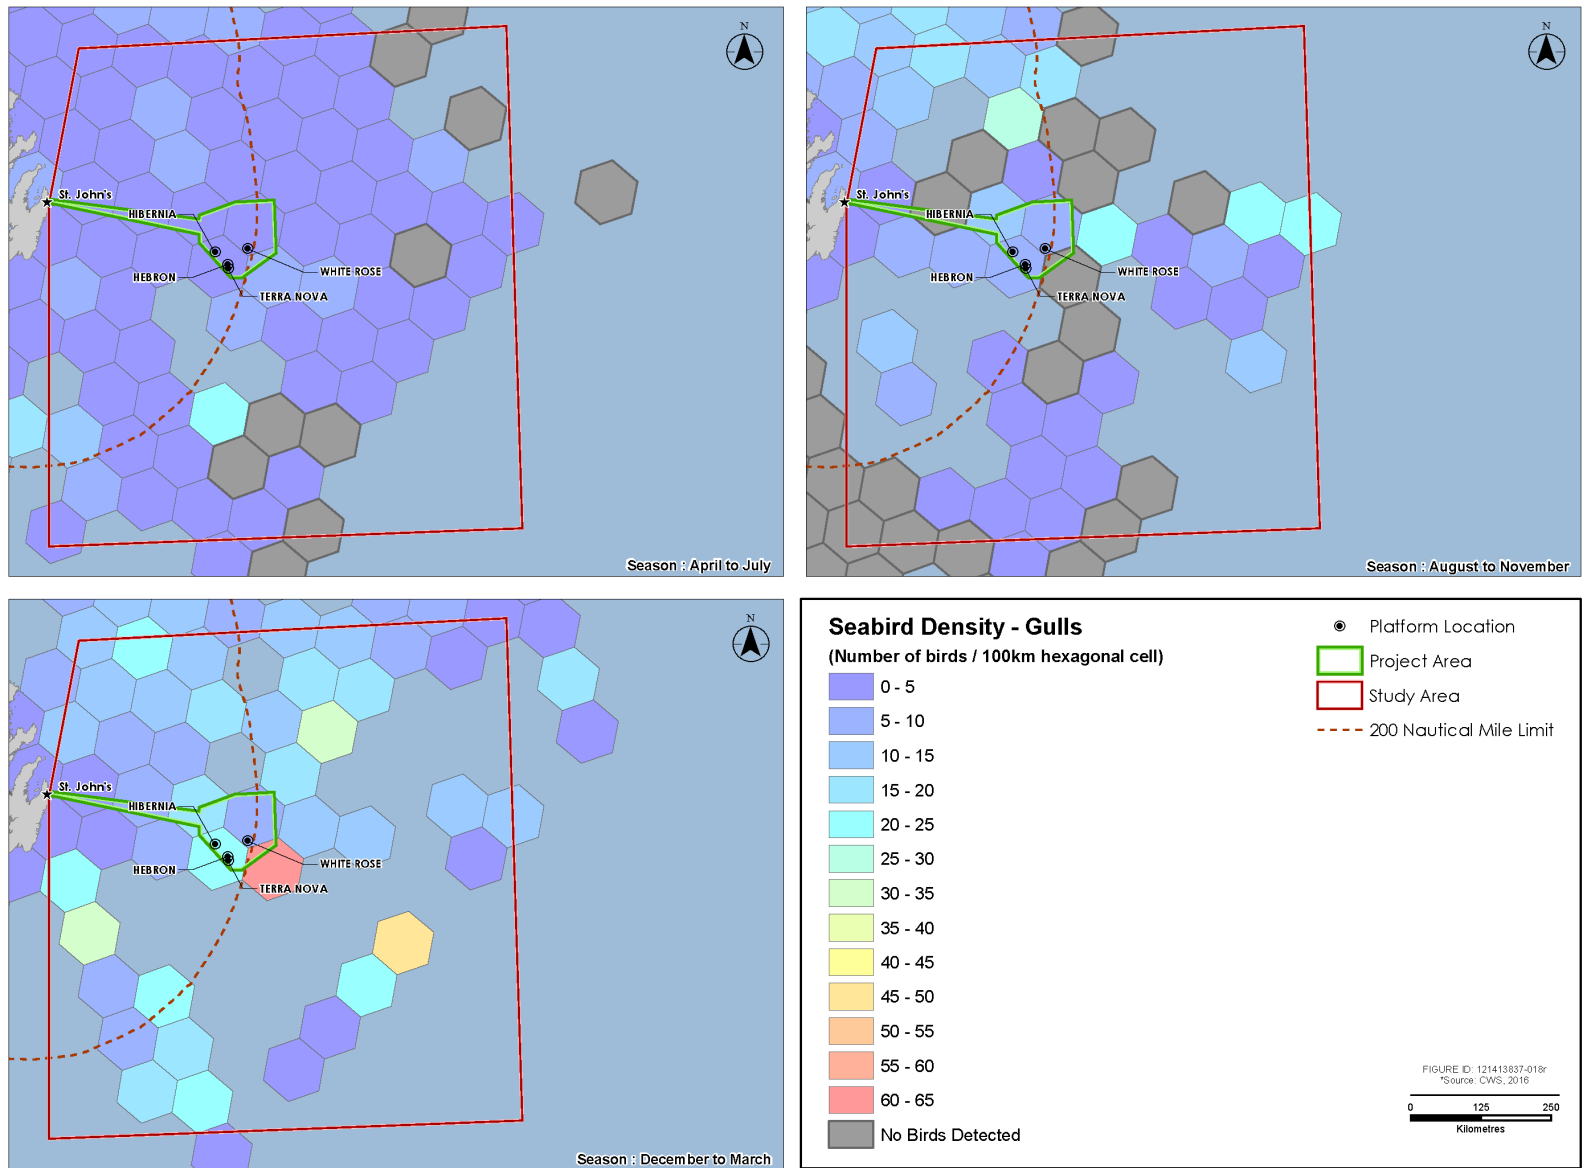 N
St. John's
HIBERNIA
HEBRON
WHITE ROSE
TERRA NOVA
Season : April to July
N
St. John's
HIBERNIA
HEBRON
WHITE ROSE
TERRA NOVA
Season : August to November
N
St. John's
HIBERNIA
HEBRON
WHITE ROSE
TERRA NOVA
Season : December to March
Seabird Density - Gulls
(Number of birds / 100km hexagonal cell)
0 - 5
5 - 10
10 - 15
15 - 20
20 - 25
25 - 30
30 - 35
35 - 40
40 - 45
45 - 50
50 - 55
55 - 60
60 - 65
No Birds Detected
Platform Location
Project Area
Study Area
200 Nautical Mile Limit
FIGURE ID: 121413837-018r
*Source: CWS, 2016
0 125 250
Kilometres